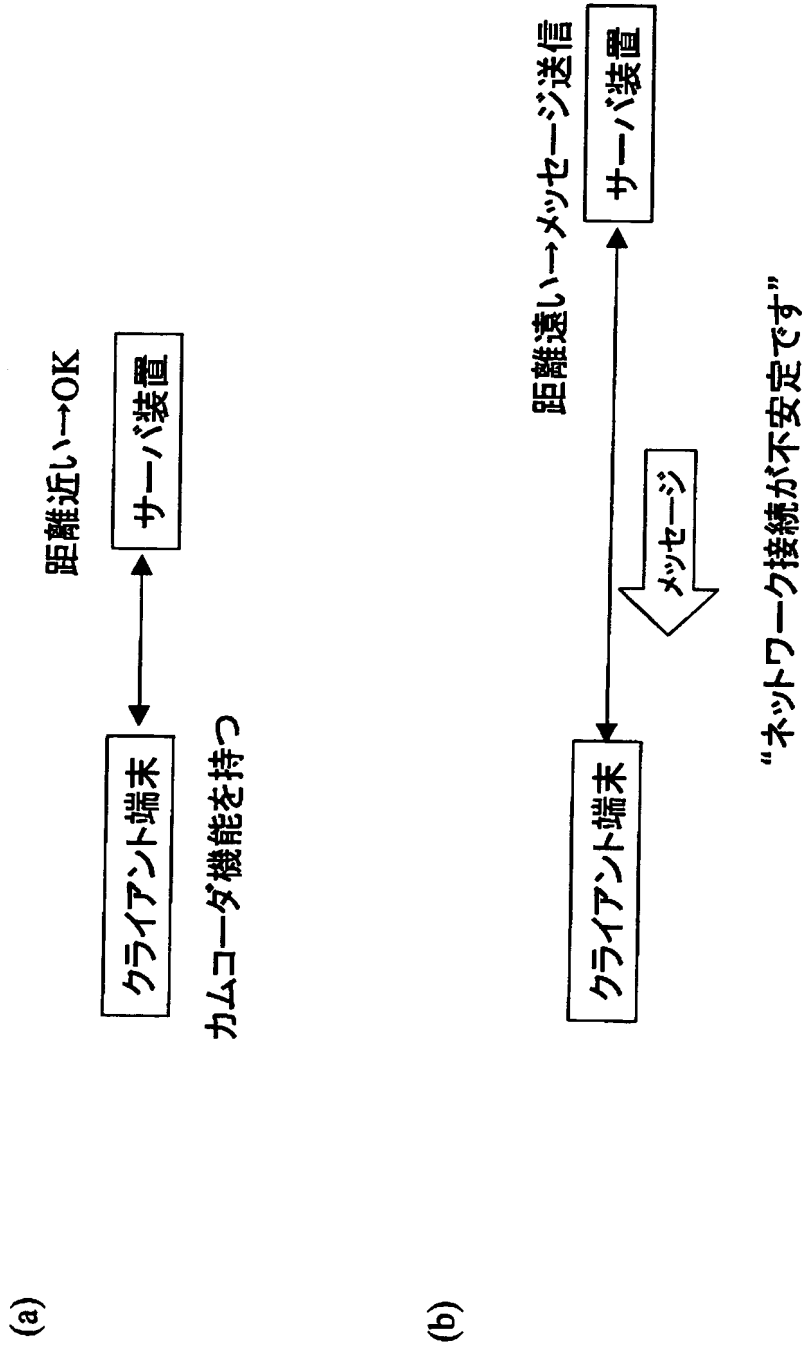 (a)
距離近い→OK
クライアント端末
サーバ装置
カムコーダ機能を持つ
(b)
距離遠い→メッセージ送信
クライアント端末
サーバ装置
メッセージ
“ネットワーク接続が不安定です”